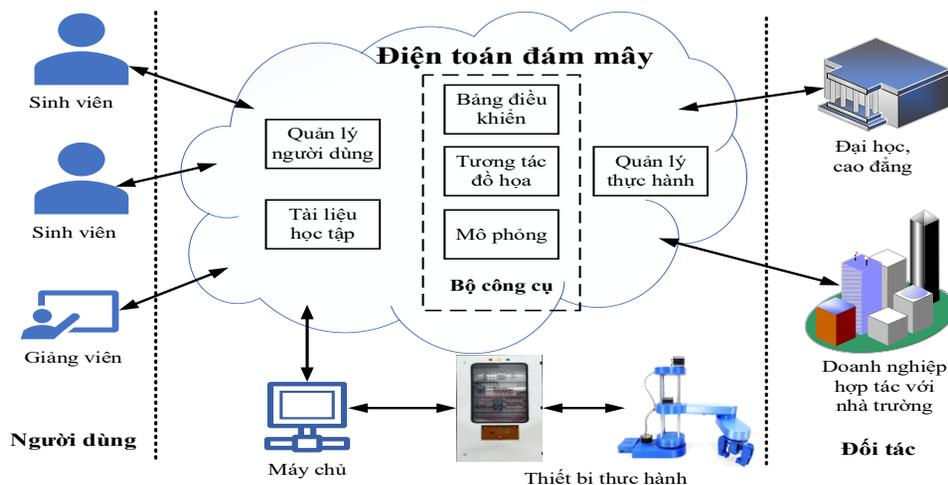 Điện toán đám mây
Sinh viên
Sinh viên
Giảng viên
Người dùng
Quản lý
người dùng
Tài liệu
học tập
Bảng điều
khiển
Tương tác
đồ họa
Mô phỏng
Bộ công cụ
Quản lý
thực hành
Máy chủ
Thiết bị thực hành
Đại học,
cao đẳng
Doanh nghiệp
hợp tác với
nhà trường
Đối tác